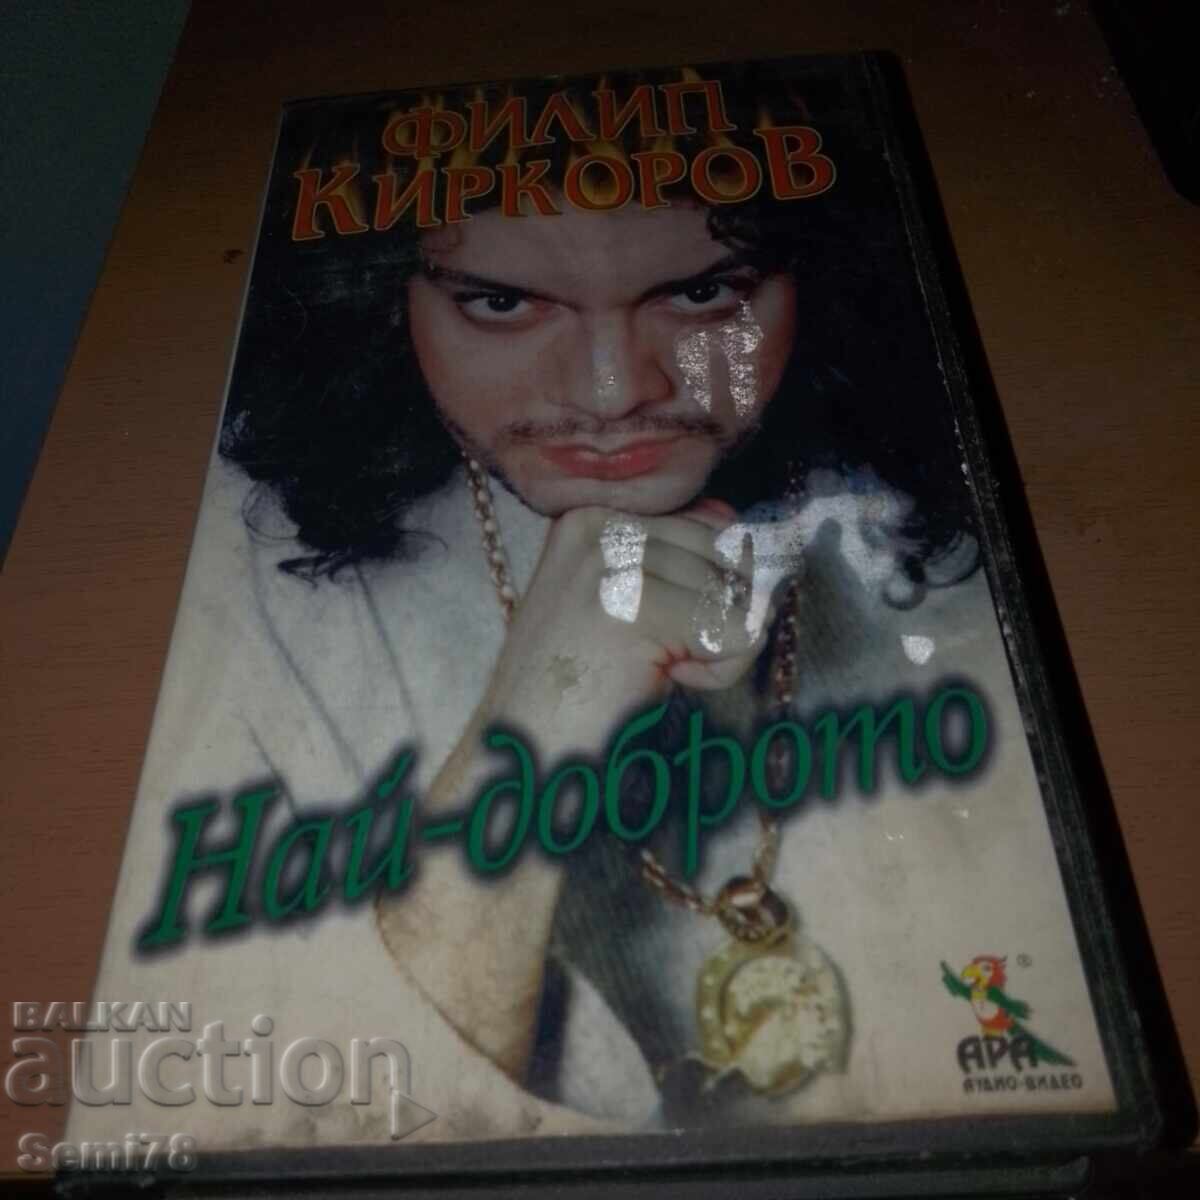 ФИЛИП
КИРКОРОВ
Най-доброто
®
АРА
АУДИО-ВИДЕО
BALKAN
auction
Semi78